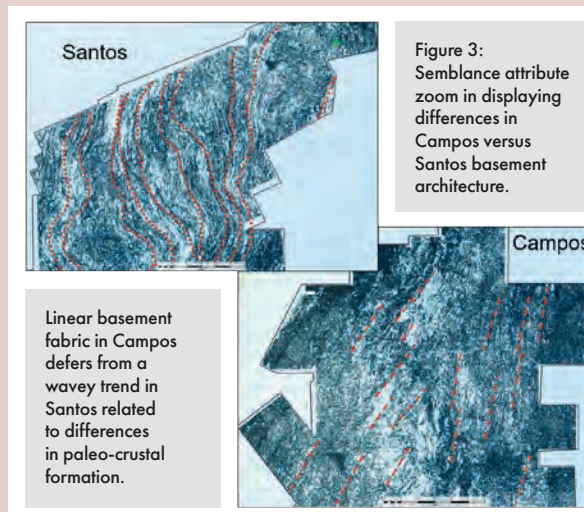 Santos
Figure 3:
Semblance attribute
zoom in displaying
differences in
Campos versus
Santos basement
architecture.
Campos
Linear basement
fabric in Campos
defers from a
wavey trend in
Santos related
to differences
in paleo-crustal
formation.